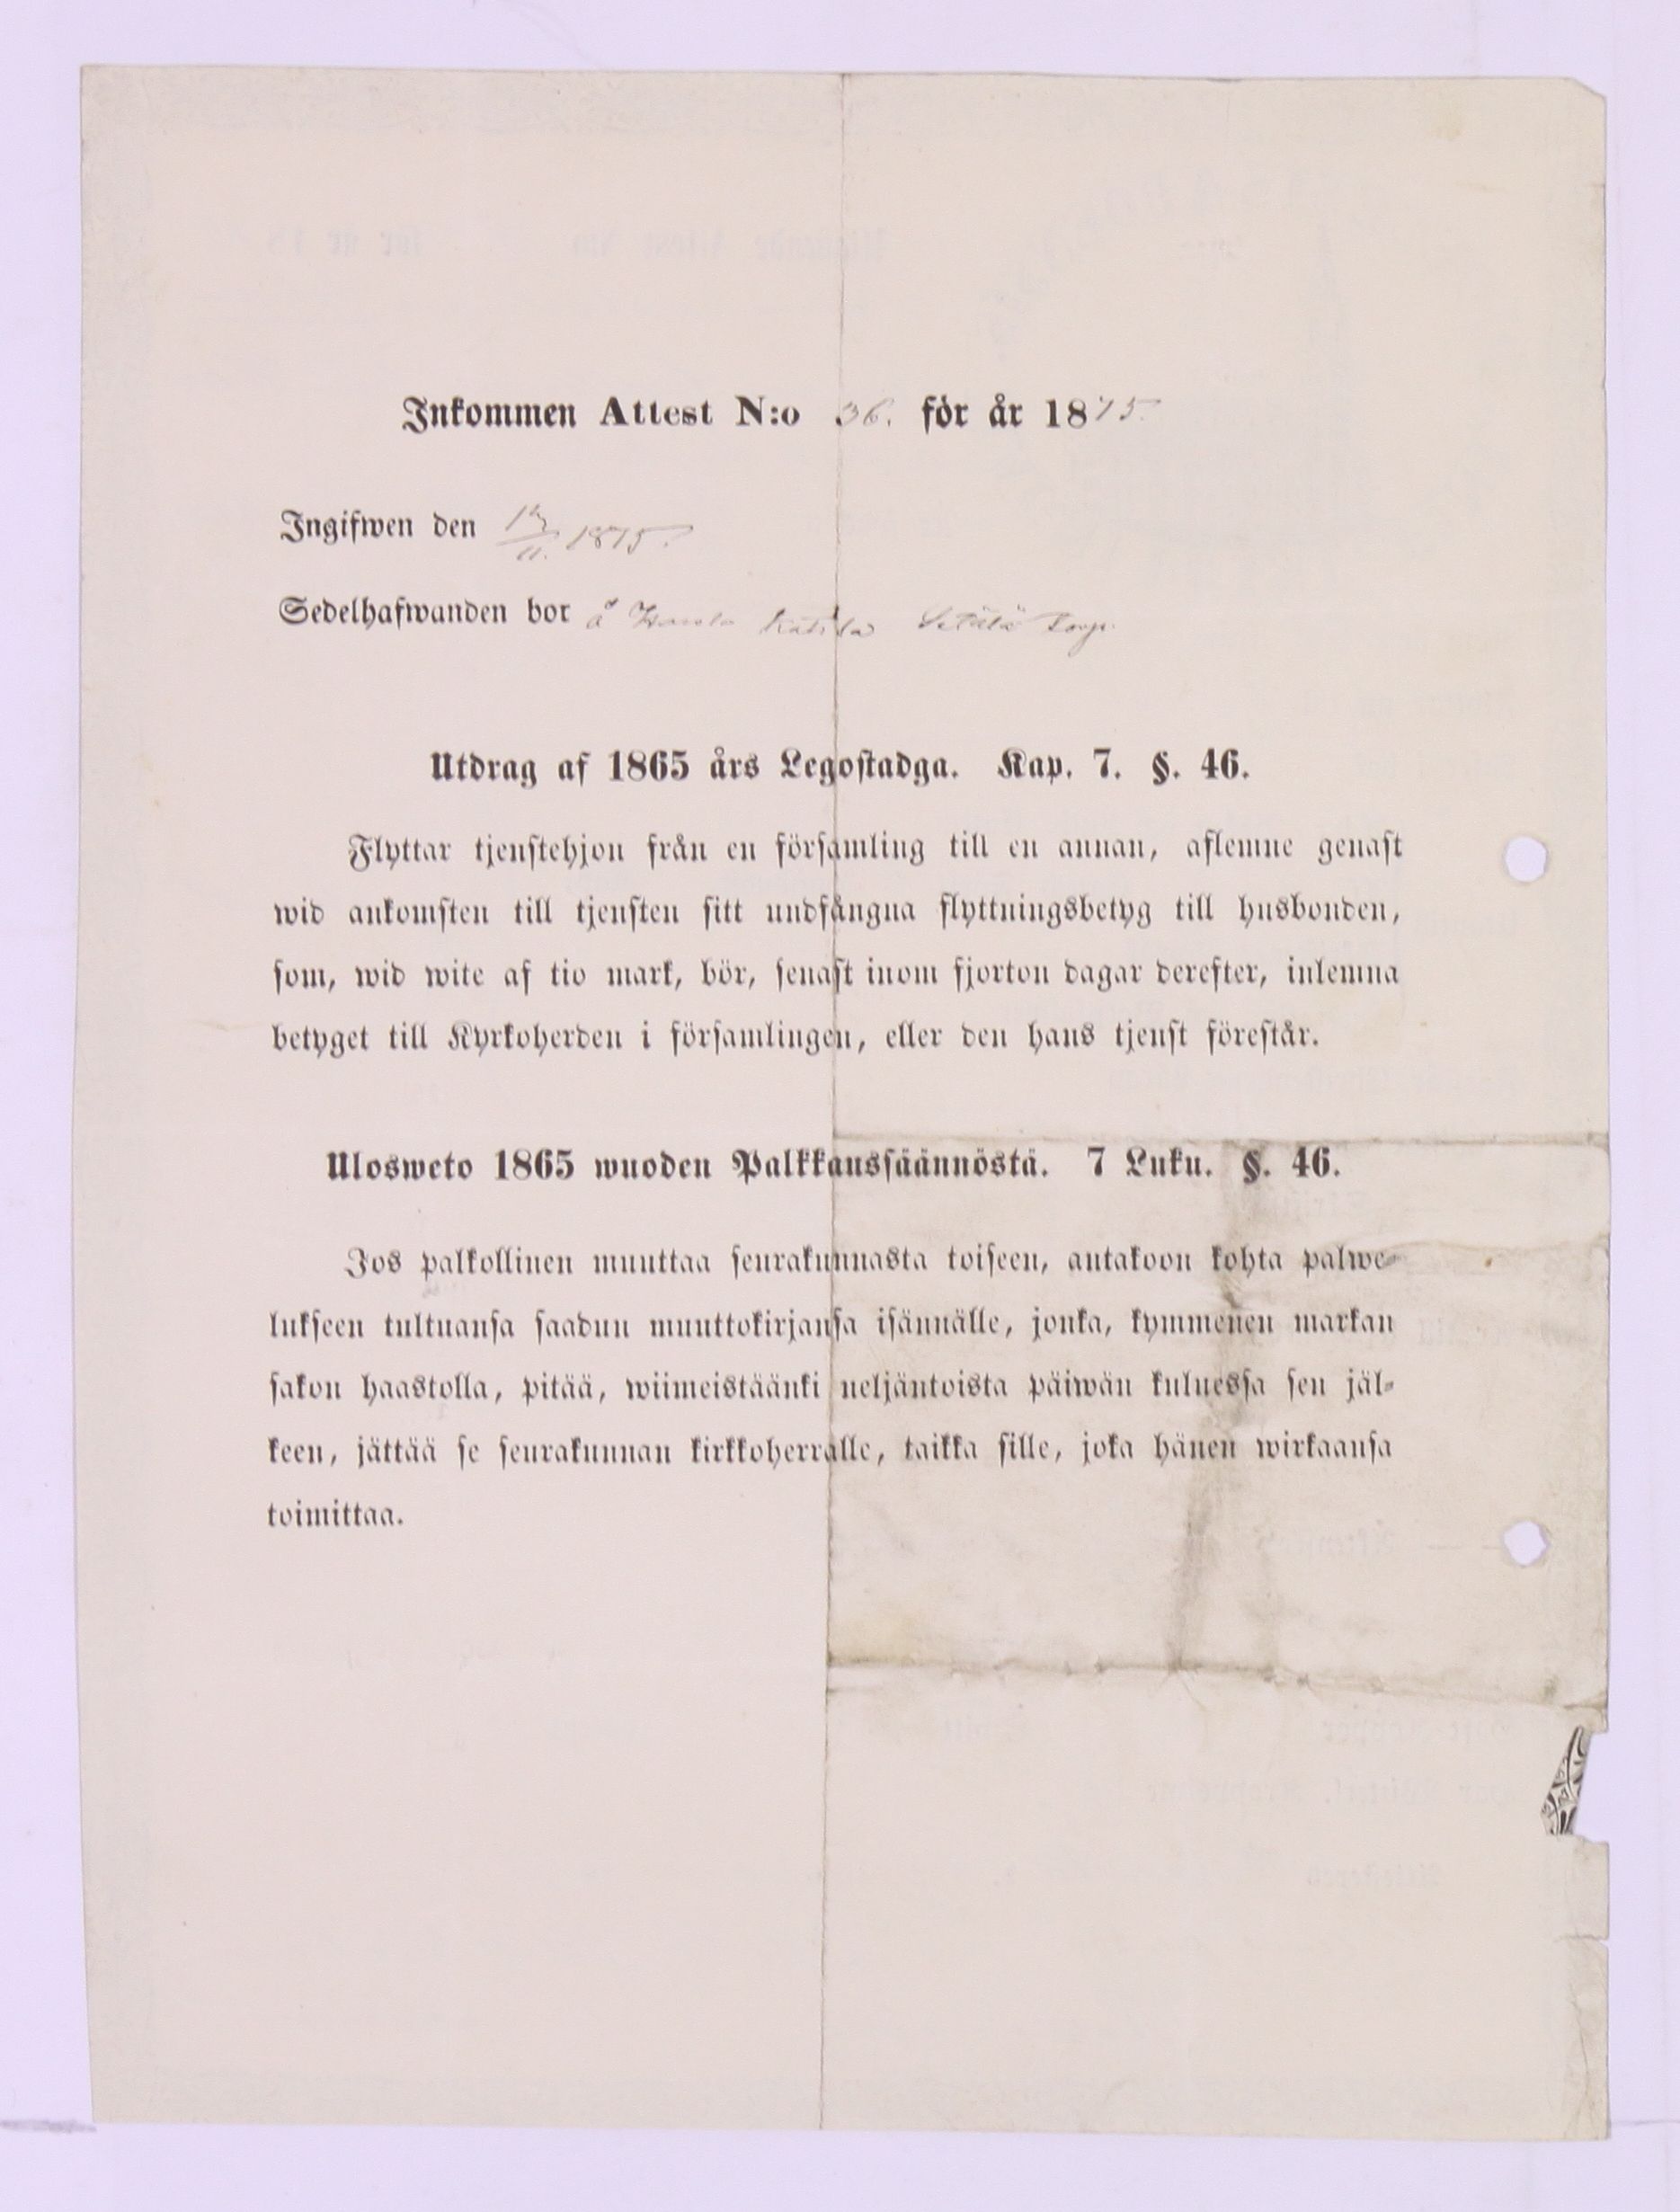 Inkommen Attest N:o 36. för år 1875.
Ingifwen den 12/11. 1875.
Sedelhafwanden bor å Kätilä Setälä Torp.
Utdrag af 1865 års Legostadga. Kap. 7. §. 46.
Flyttar tjenstehjon från en församling till en annan, aflemne genast
wid ankomsten till tjensten sitt undfångna flyttningsbetyg till husbonden,
som, wid wite af tio mark, bör, senast inom fjorton dagar derefter, inlemna
betyget till Kyrkoherden i församlingen, eller den hans tjenst förestår.
Ulosweto 1865 wuoden Palkkaussäännöstä. 7 Luku. §. 46.
Jos palkollinen muuttaa seurakunnasta toiseen, antakoon kohta palwe-
lukseen tultuansa saadun muuttokirjansa isännälle, jonka, kymmenen markan
sakon haastolla, pitää, wiimeistäänki neljäntoista päiwän kuluessa sen jäl-
keen, jättää se seurakunnan kirkkoherralle, taikka sille, joka hänen wirkaansa
toimittaa.